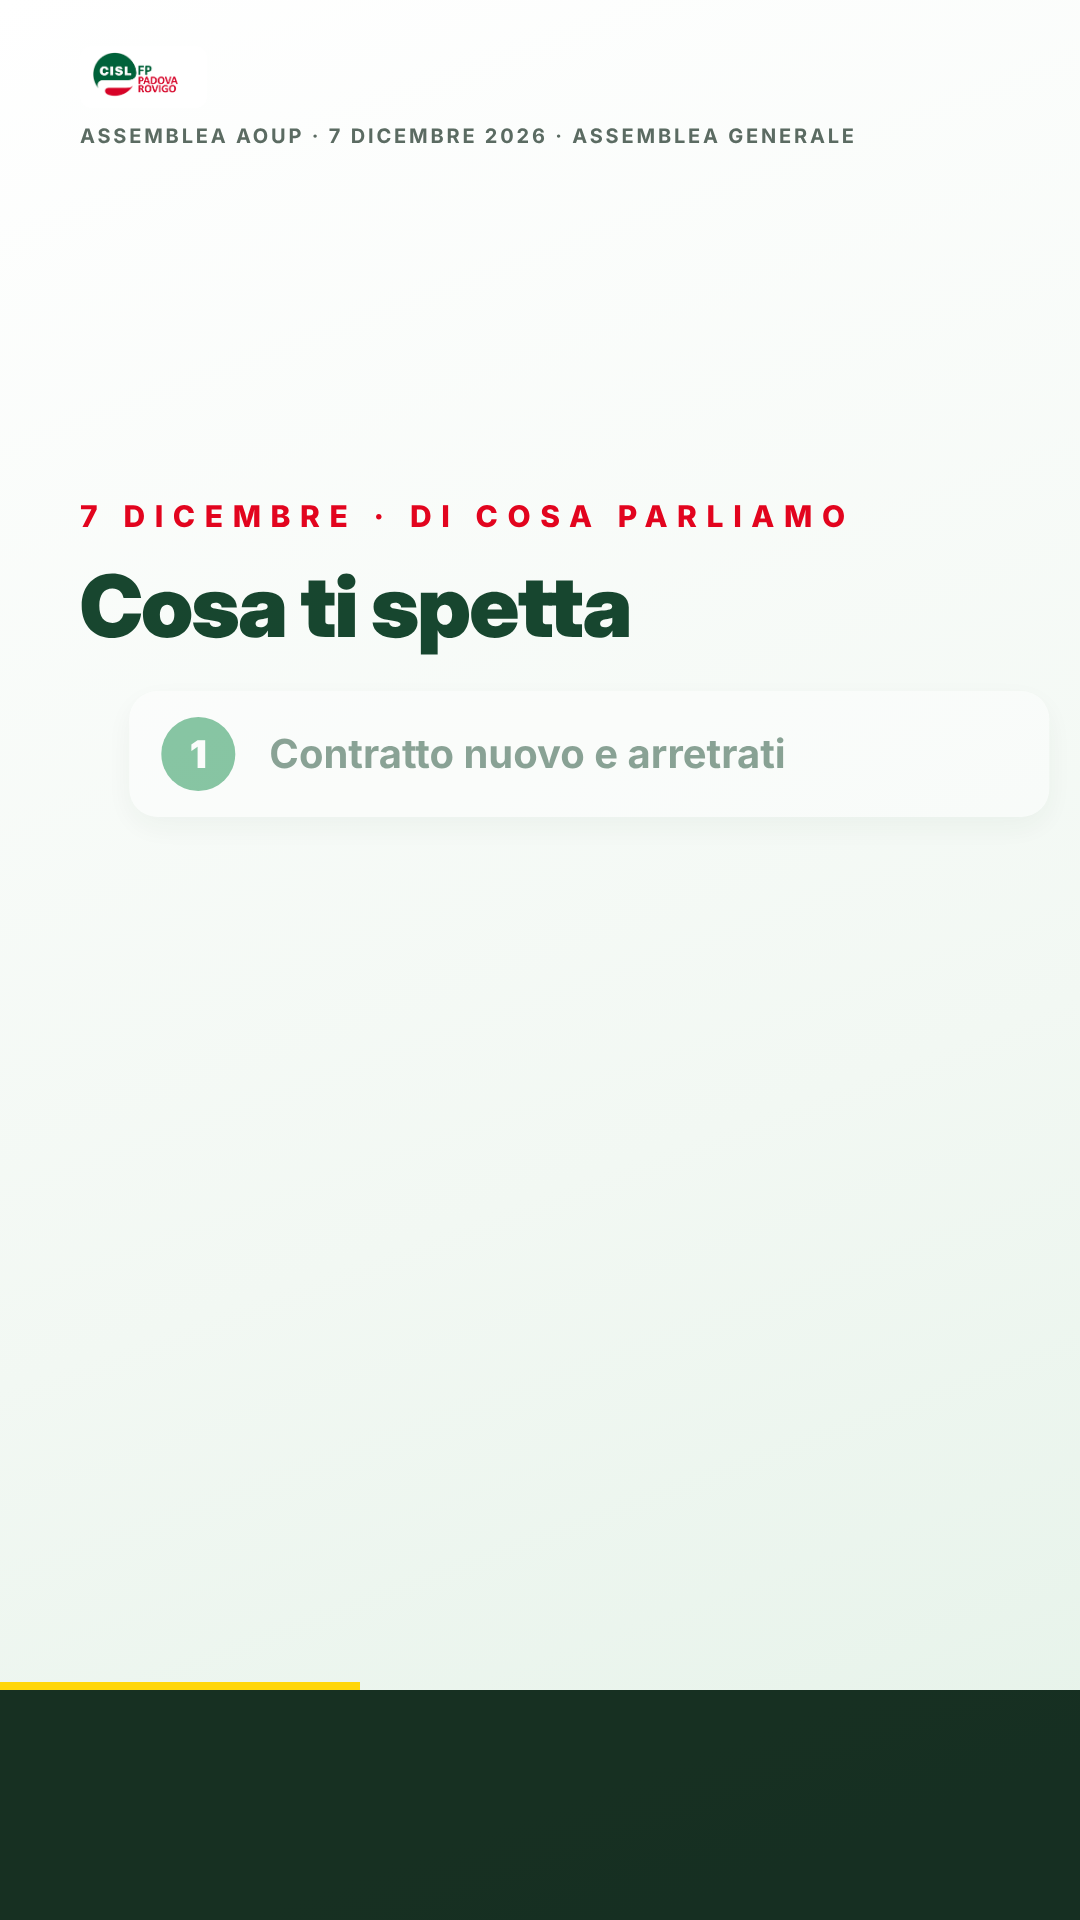 CISL FP
PADOVA
ROVIGO
ASSEMBLEA AOUP · 7 DICEMBRE 2026 · ASSEMBLEA GENERALE
7 DICEMBRE · DI COSA PARLIAMO
Cosa ti spetta
1 Contratto nuovo e arretrati